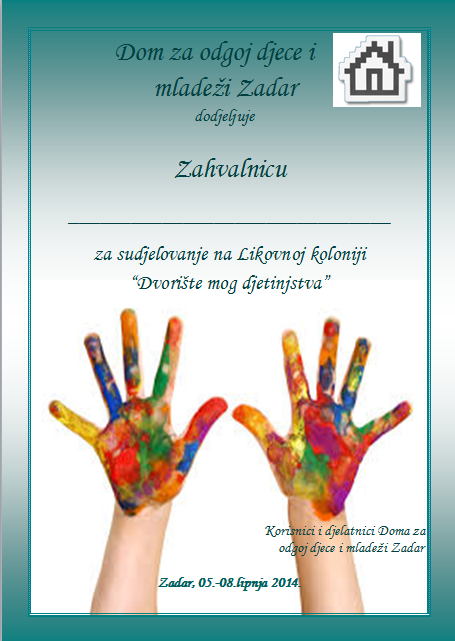 Dom za odgoj djece i
mladeži Zadar
dodjeljuje
Zahvalnicu
za sudjelovanje na Likovnoj koloniji
“Dvorište mog djetinjstva”
Korisnici i djelatnici Doma za
odgoj djece i mladeži Zadar
Zadar, 05.-08.lipnja 2014.